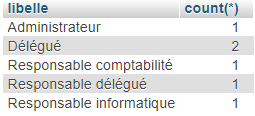 libelle count(*)
Administrateur 1
Délégué 2
Responsable comptabilité 1
Responsable délégué 1
Responsable informatique 1